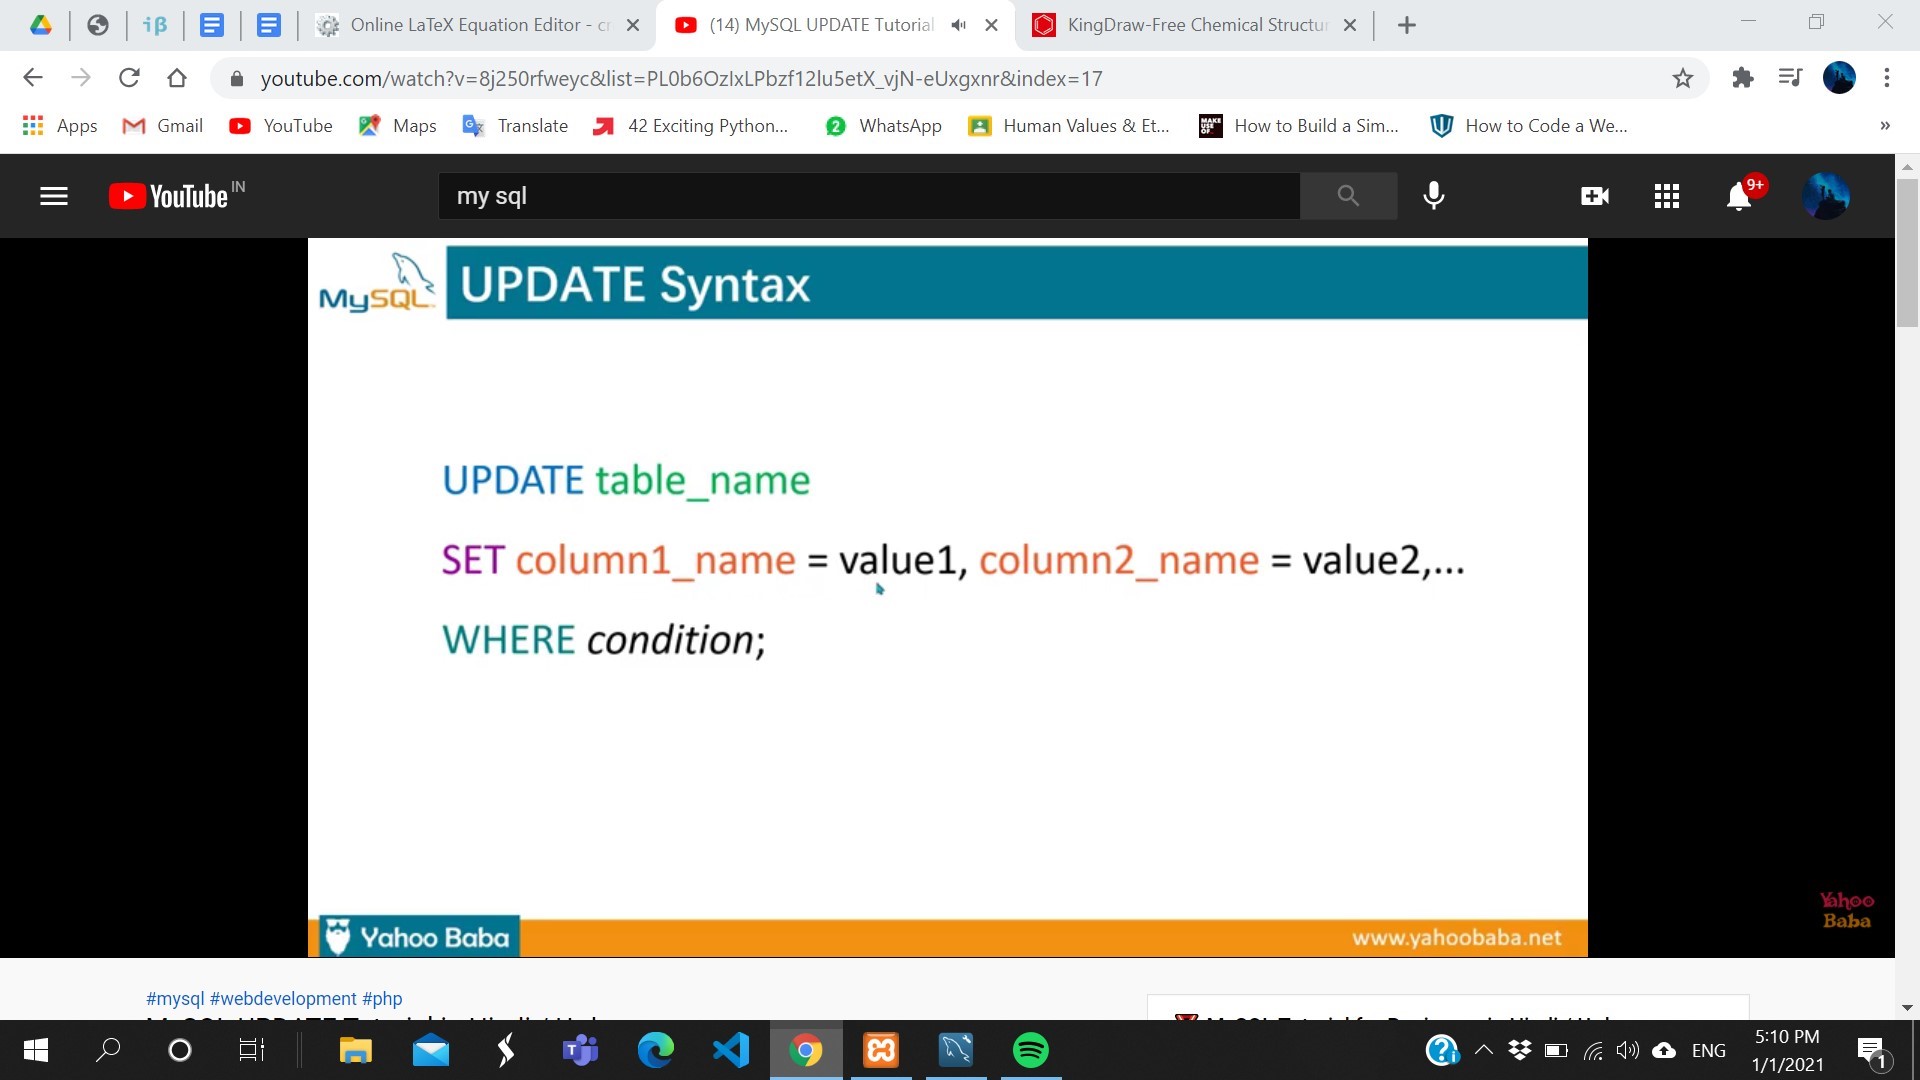 iβ
Online LaTeX Equation Editor - cr
(14) MySQL UPDATE Tutorial
KingDraw-Free Chemical Structur
youtube.com/watch?v=8j250rfweyc&list=PL0b6OzIxLPbzf12lu5etX_vjN-eUxgxnr&index=17
Apps
Gmail
YouTube
Maps
Translate
42 Exciting Python...
2
WhatsApp
Human Values & Et...
MAKE USE OF
How to Build a Sim...
How to Code a We...
»
YouTube IN
my sql
9+
MySQL
UPDATE Syntax
UPDATE table_name
SET column1_name = value1, column2_name = value2,...
WHERE condition;
Yahoo Baba
www.yahoobaba.net
Yahoo
Baba
#mysql #webdevelopment #php
ENG
5:10 PM
1/1/2021
1